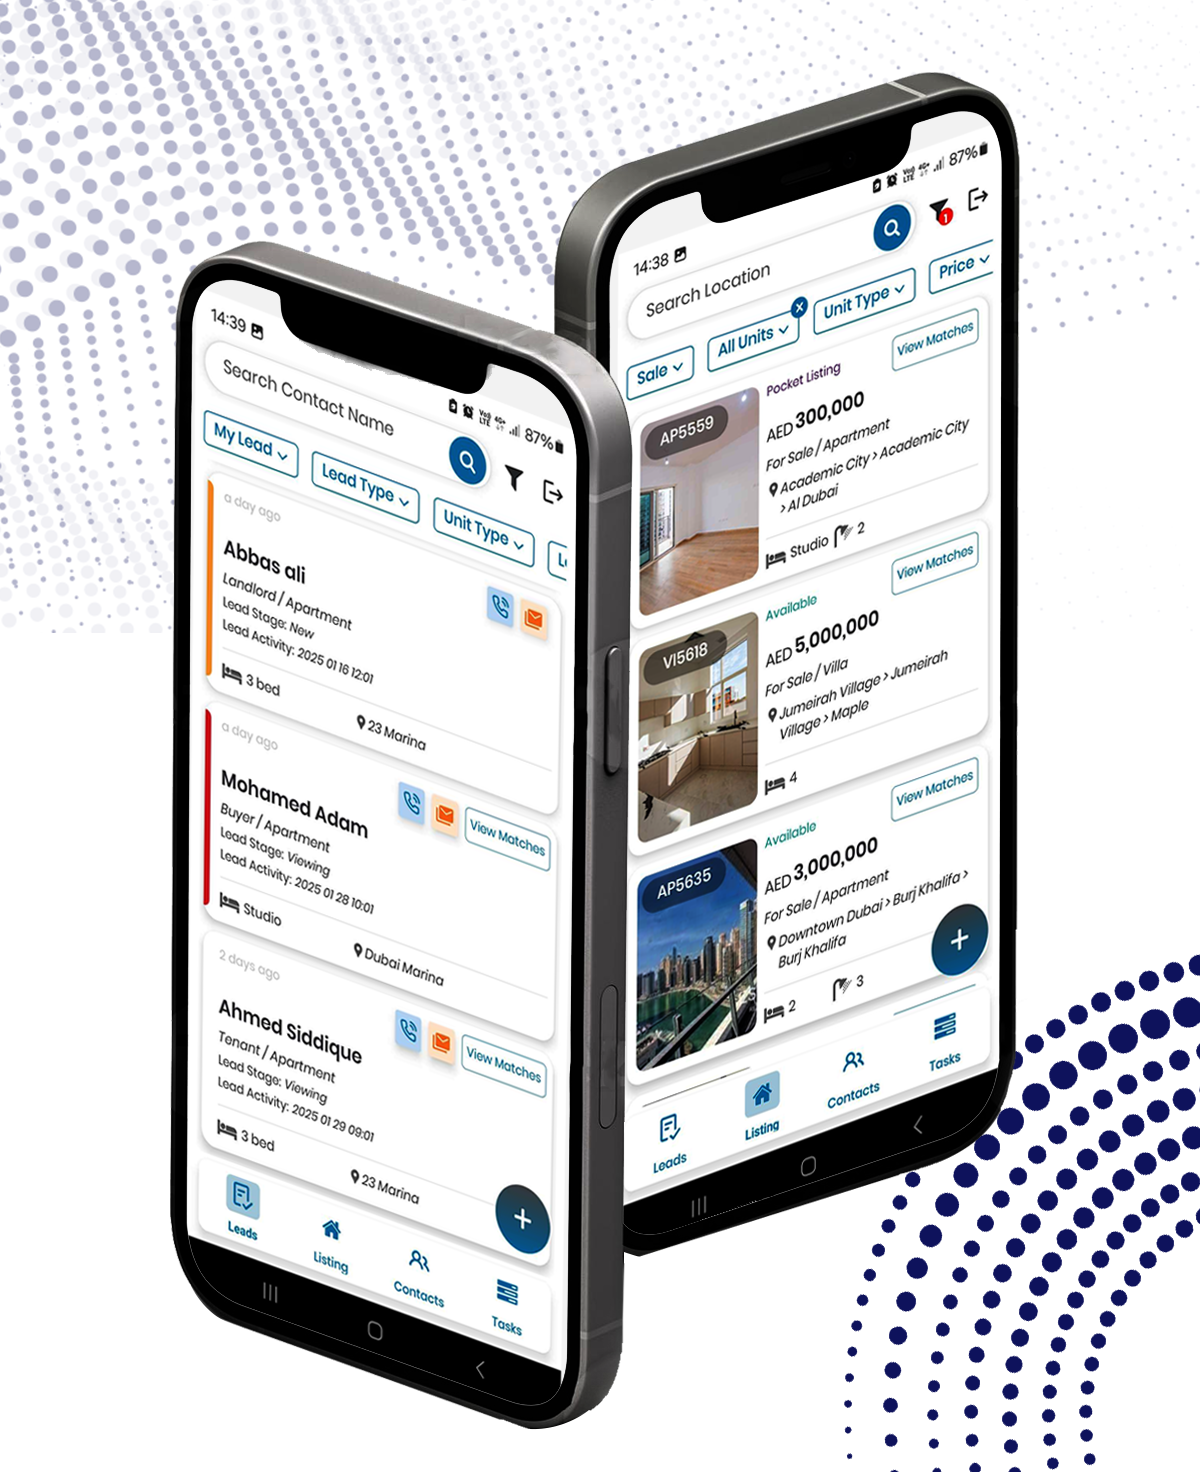 14:39
87%
Search Contact Name
My Lead
Lead Type
Unit Type
a day ago
Abbas ali
Landlord / Apartment
Lead Stage: New
Lead Activity: 2025 01 16 12:01
3 bed
23 Marina
a day ago
Mohamed Adam
Buyer / Apartment
Lead Stage: Viewing
Lead Activity: 2025 01 28 10:01
View Matches
Studio
Dubai Marina
2 days ago
Ahmed Siddique
Tenant / Apartment
Lead Stage: Viewing
Lead Activity: 2025 01 29 09:01
View Matches
3 bed
23 Marina
+
Leads
Listing
Contacts
Tasks
14:38
87%
Search Location
1
Sale
All Units
x
Unit Type
Price
AP5559
Pocket Listing
View Matches
AED 300,000
For Sale / Apartment
Academic City > Academic City
> Al Dubai
Studio 2
VI5618
Available
View Matches
AED 5,000,000
For Sale / Villa
Jumeirah Village > Jumeirah
Village > Maple
4
AP5635
Available
View Matches
AED 3,000,000
For Sale / Apartment
Downtown Dubai > Burj Khalifa >
Burj Khalifa
2 3
+
Leads
Listing
Contacts
Tasks